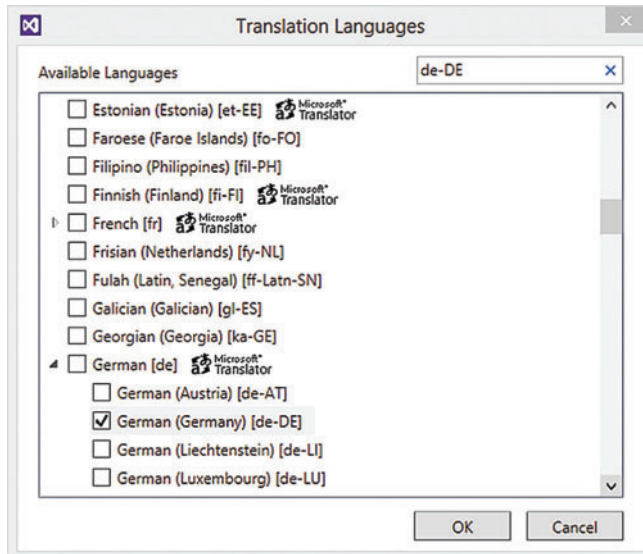 Translation Languages
Available Languages
de-DE
Estonian (Estonia) [et-EE] Microsoft® Translator
Faroese (Faroe Islands) [fo-FO]
Filipino (Philippines) [fil-PH]
Finnish (Finland) [fi-FI] Microsoft® Translator
French [fr] Microsoft® Translator
Frisian (Netherlands) [fy-NL]
Fulah (Latin, Senegal) [ff-Latn-SN]
Galician (Galician) [gl-ES]
Georgian (Georgia) [ka-GE]
German [de] Microsoft® Translator
German (Austria) [de-AT]
German (Germany) [de-DE]
German (Liechtenstein) [de-LI]
German (Luxembourg) [de-LU]
OK
Cancel